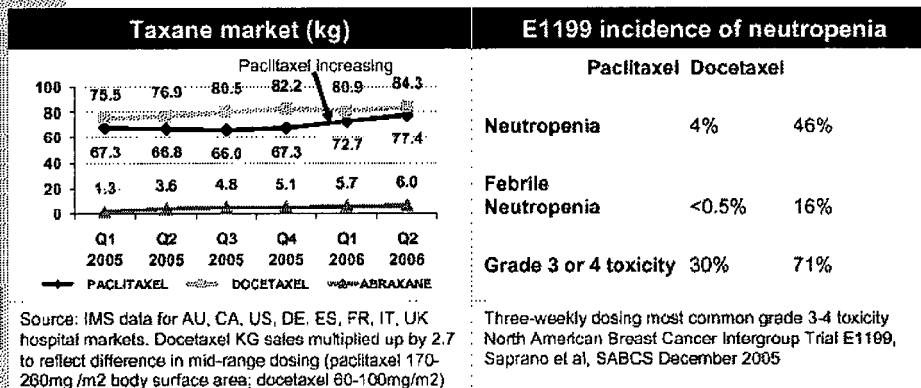 Taxane market (kg)
Paclitaxel increasing
100
80
60
40
20
0
75.5 76.9 80.5 82.2 80.9 84.3
67.3 66.8 66.0 67.3 72.7 77.4
1.3 3.6 4.8 5.1 5.7 6.0
Q1 Q2 Q3 Q4 Q1 Q2
2005 2005 2005 2005 2006 2006
PACLITAXEL DOCETAXEL ABRAXANE
Source: IMS data for AU, CA, US, DE, ES, FR, IT, UK
hospital markets. Docetaxel KG sales multiplied up by 2.7
to reflect difference in mid-range dosing (paclitaxel 170-
260mg /m2 body surface area; docetaxel 60-100mg/m2)
E1199 incidence of neutropenia
Paclitaxel Docetaxel
Neutropenia 4% 46%
Febrile
Neutropenia <0.5% 16%
Grade 3 or 4 toxicity 30% 71%
Three-weekly dosing most common grade 3-4 toxicity
North American Breast Cancer Intergroup Trial E1199,
Saprano et al, SABCS December 2005